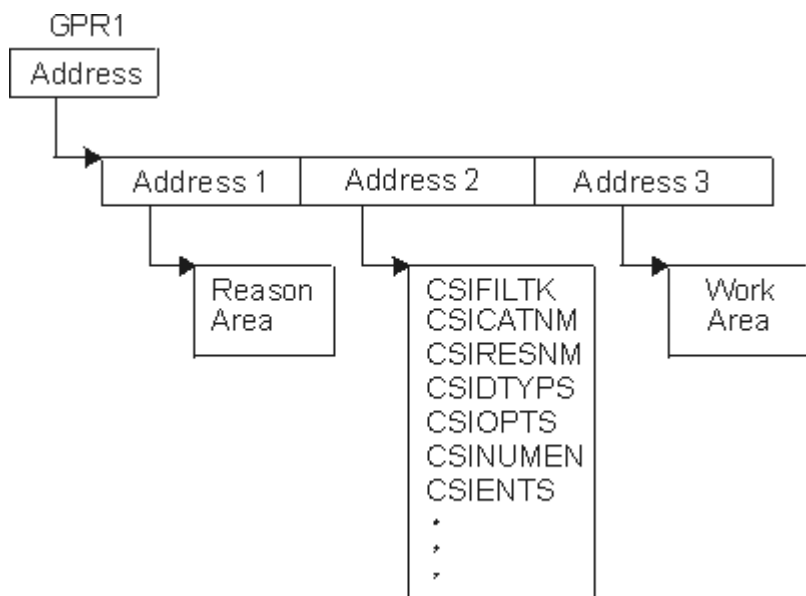 GPR1
Address
Address 1 Address 2 Address 3
Reason
Area
CSIFILTK
CSICATNM
CSIRESNM
CSIDTYPS
CSIOPTS
CSINUMEN
CSIENTS
.
.
.
Work
Area